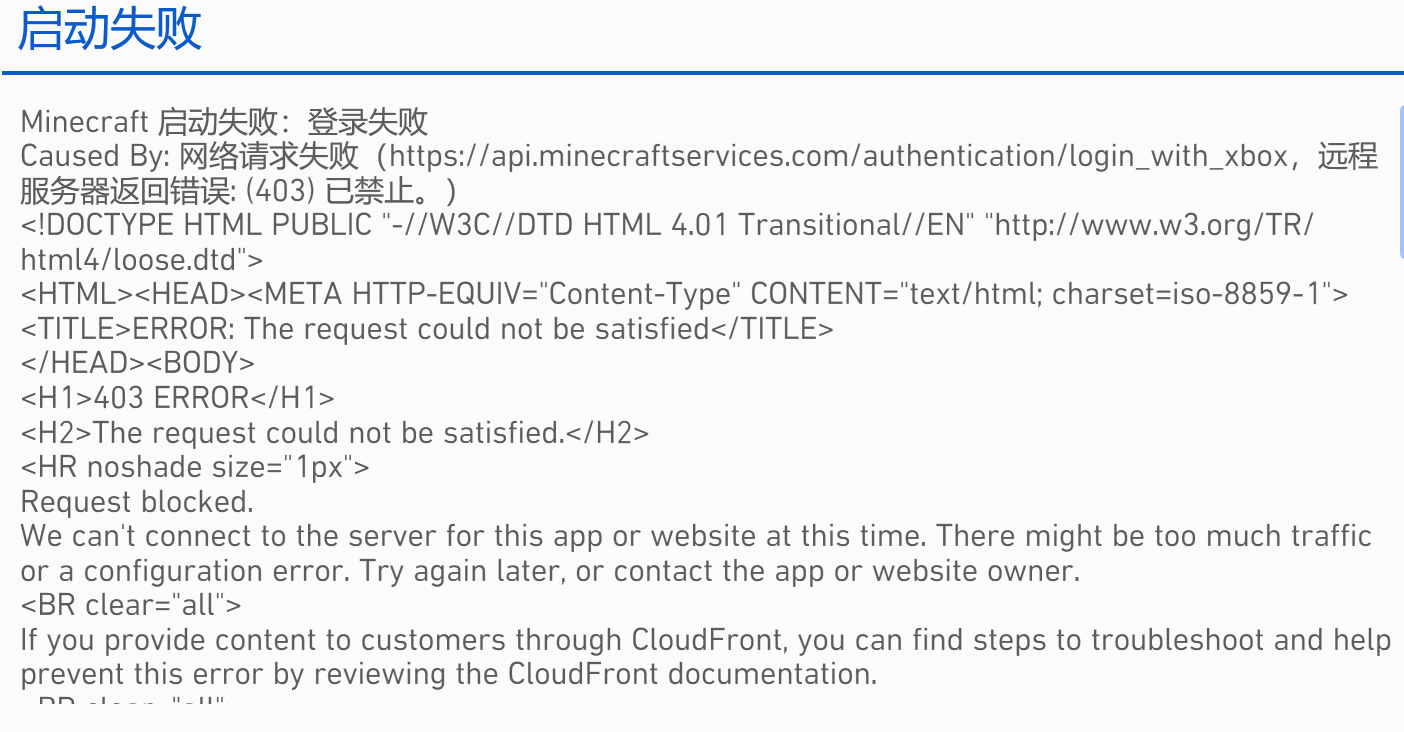 启动失败
Minecraft 启动失败：登录失败
Caused By: 网络请求失败（https://api.minecraftservices.com/authentication/login_with_xbox，远程
服务器返回错误: (403) 已禁止。）
<!DOCTYPE HTML PUBLIC "-//W3C//DTD HTML 4.01 Transitional//EN" "http://www.w3.org/TR/
html4/loose.dtd">
<HTML><HEAD><META HTTP-EQUIV="Content-Type" CONTENT="text/html; charset=iso-8859-1">
<TITLE>ERROR: The request could not be satisfied</TITLE>
</HEAD><BODY>
<H1>403 ERROR</H1>
<H2>The request could not be satisfied.</H2>
<HR noshade size="1px">
Request blocked.
We can't connect to the server for this app or website at this time. There might be too much traffic
or a configuration error. Try again later, or contact the app or website owner.
<BR clear="all">
If you provide content to customers through CloudFront, you can find steps to troubleshoot and help
prevent this error by reviewing the CloudFront documentation.
<BR clear="all">